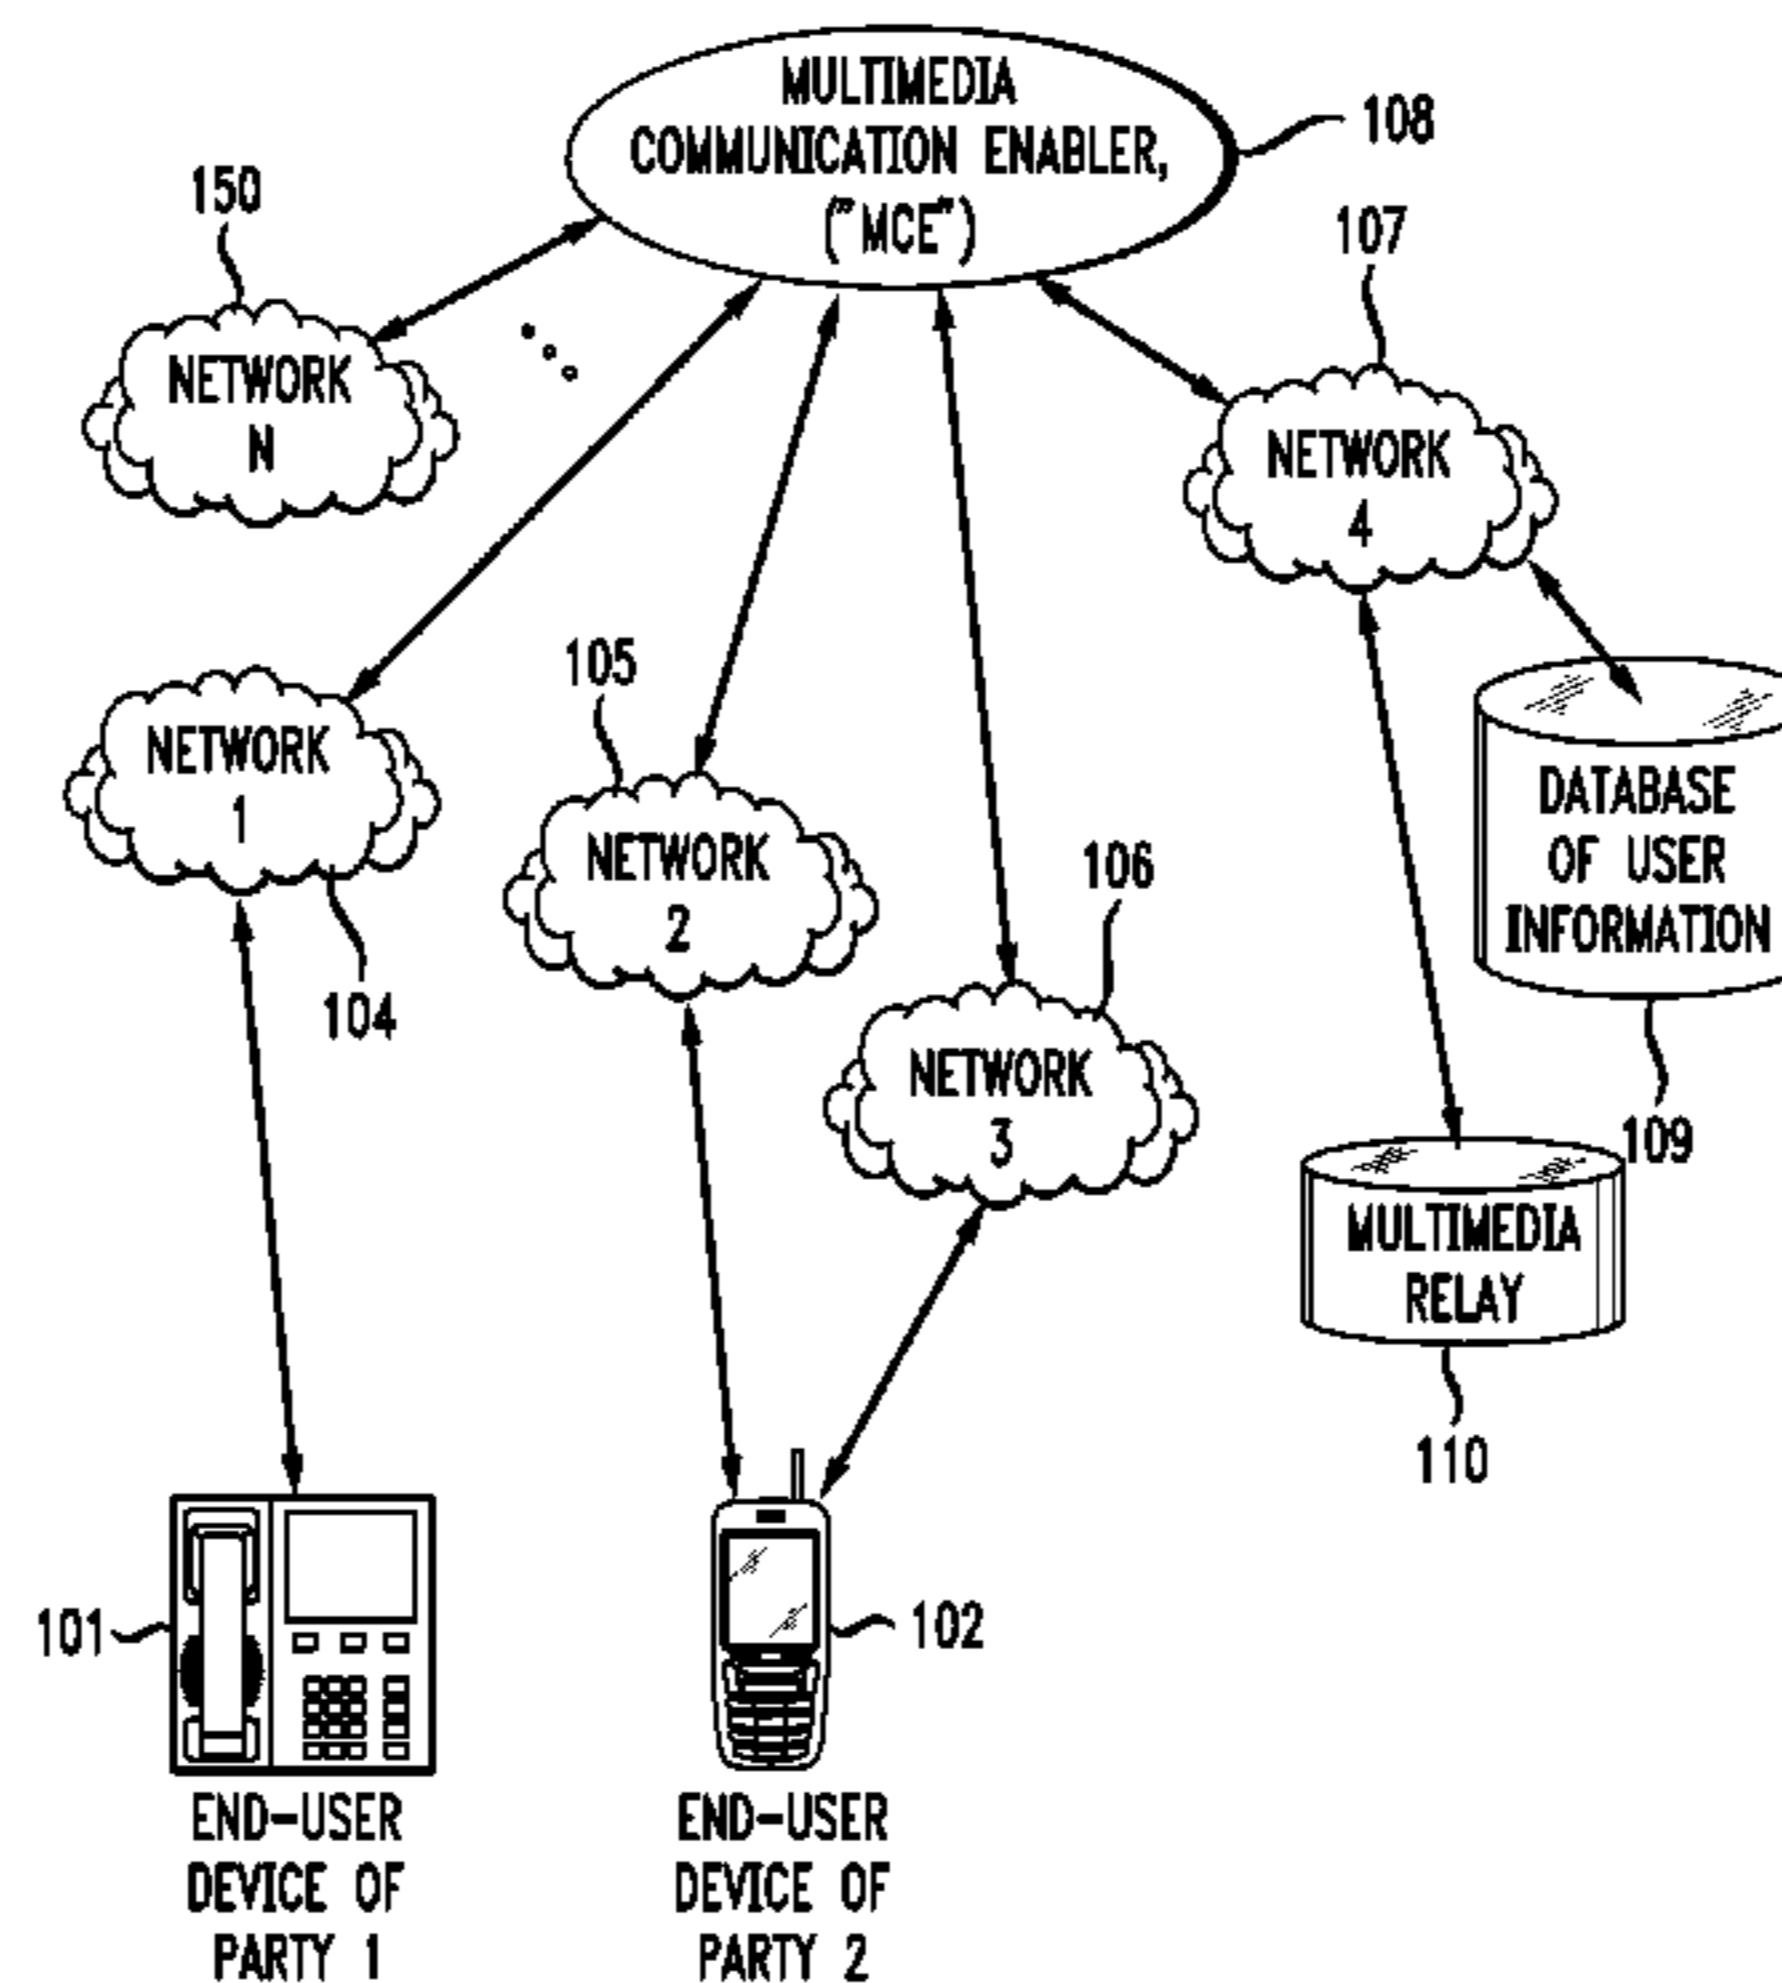 MULTIMEDIA
COMMUNICATION ENABLER,
("MCE")
108
150
107
NETWORK
N
NETWORK
4
105
NETWORK
1
NETWORK
2
DATABASE
OF USER
INFORMATION
106
104
NETWORK
3
109
MULTIMEDIA
RELAY
110
101
102
END-USER
DEVICE OF
PARTY 1
END-USER
DEVICE OF
PARTY 2